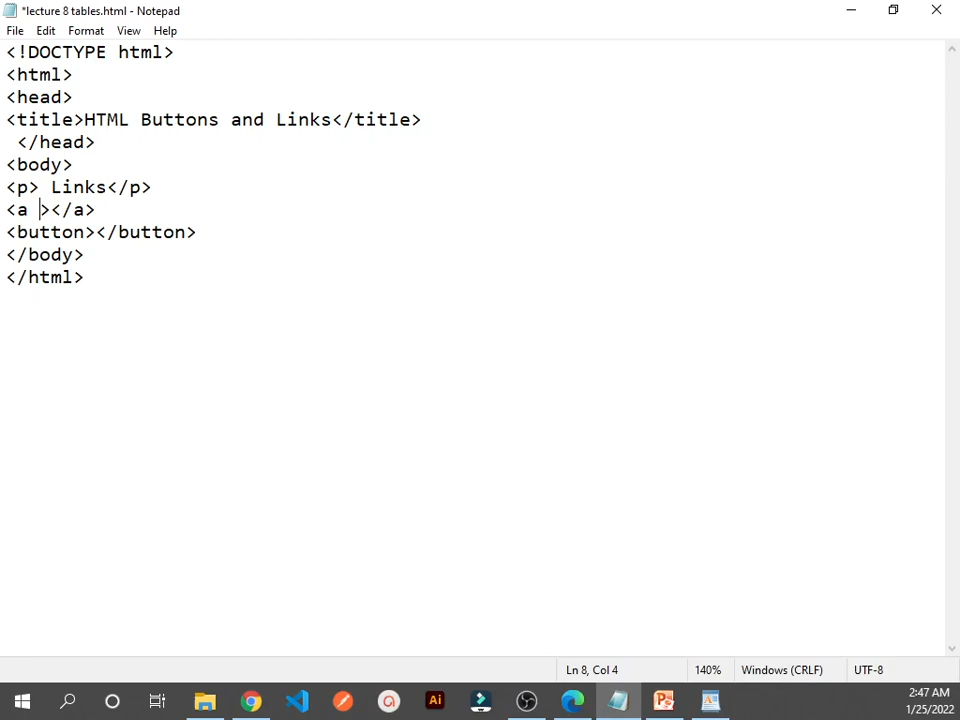 *lecture 8 tables.html - Notepad
File Edit Format View Help
<!DOCTYPE html>
<html>
<head>
<title>HTML Buttons and Links</title>
 </head>
<body>
<p> Links</p>
<a ></a>
<button></button>
</body>
</html>
Ln 8, Col 4 140% Windows (CRLF) UTF-8
Ai
2:47 AM
1/25/2022